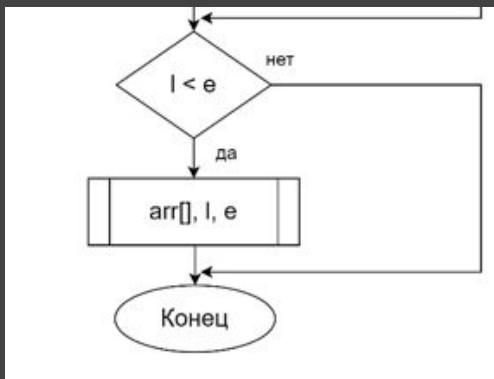 нет
l < e
да
arr[], l, e
Конец